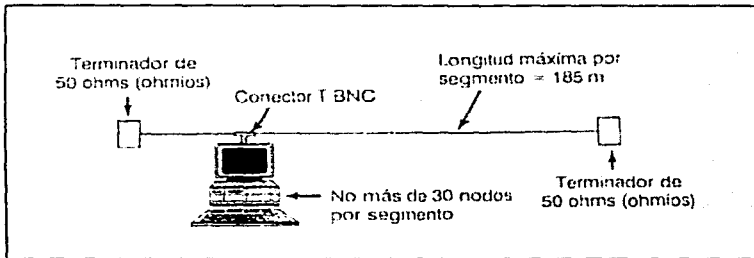 Terminador de
50 ohms (ohmios)
Conector T BNC
Longitud máxima por
segmento = 185 m
No más de 30 nodos
por segmento
Terminador de
50 ohms (ohmios)